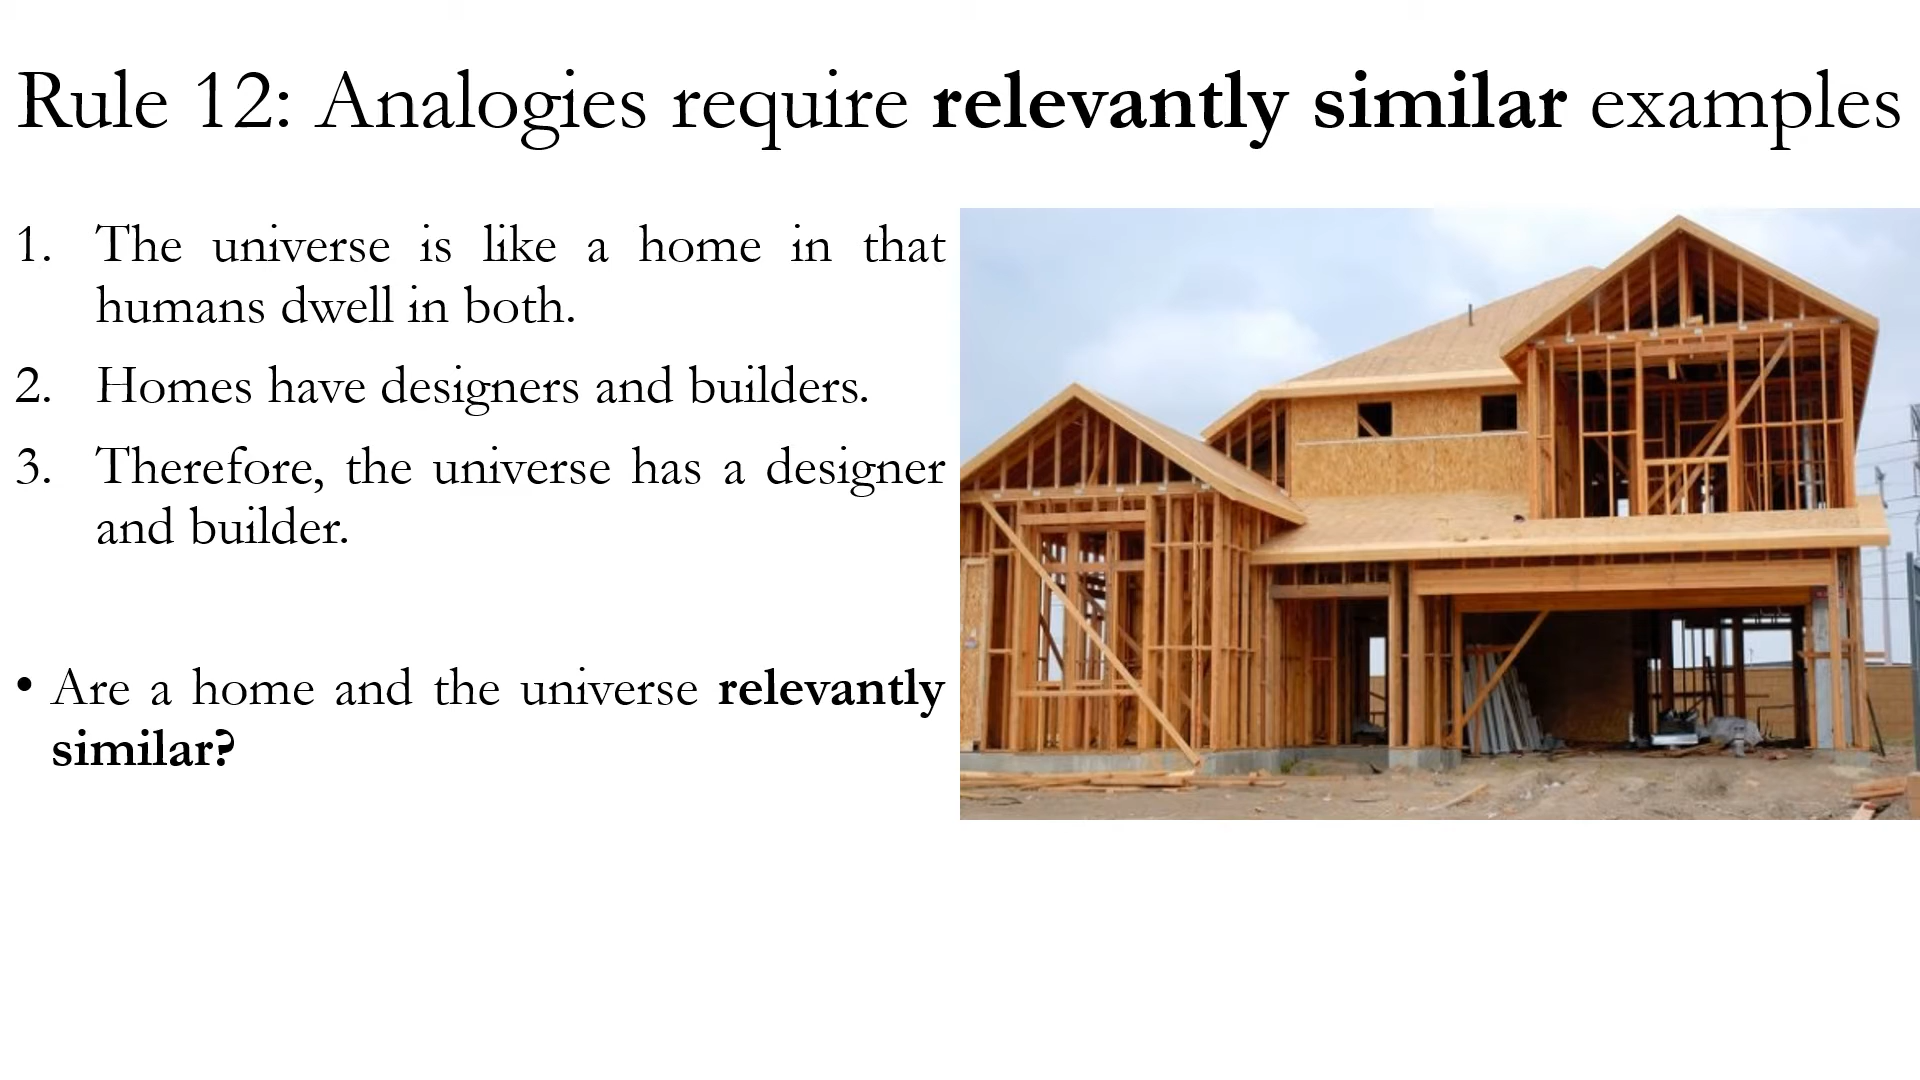 Rule 12: Analogies require relevantly similar examples
1. The universe is like a home in that
humans dwell in both.
2. Homes have designers and builders.
3. Therefore, the universe has a designer
and builder.
• Are a home and the universe relevantly
similar?